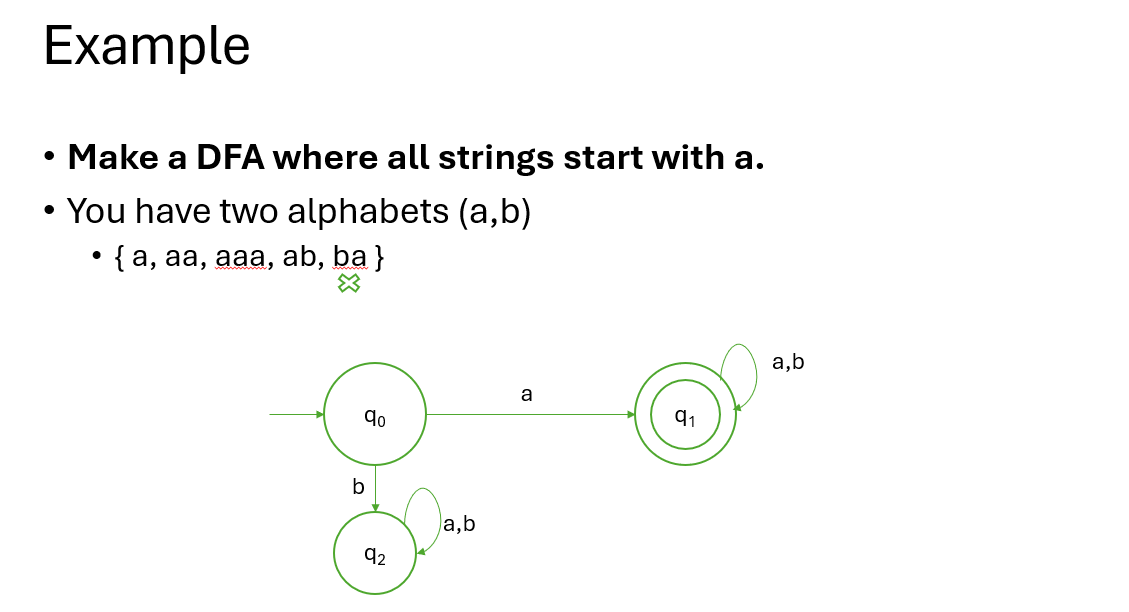 Example
• Make a DFA where all strings start with a.
• You have two alphabets (a,b)
• { a, aa, aaa, ab, ba }
a,b
a
q₀
q₁
b
a,b
q₂